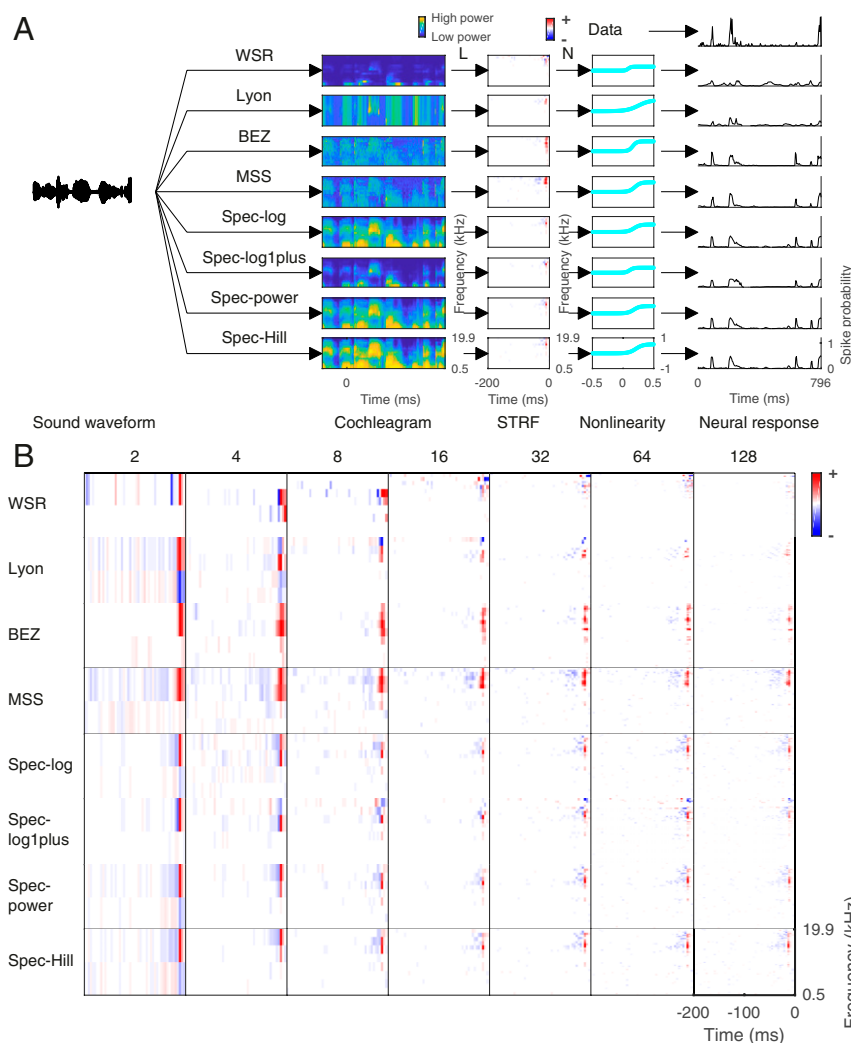 A
High power
Low power
+
-
Data
L
N
WSR
Lyon
BEZ
MSS
Spec-log
Spec-log1plus
Spec-power
Spec-Hill
Frequency (kHz)
19.9
0.5
Frequency (kHz)
19.9
0.5
1
-1
Spike probability
1
0
0
-200 0
-0.5 0 0.5
0 796
Time (ms)
Time (ms)
Time (ms)
Sound waveform
Cochleagram
STRF
Nonlinearity
Neural response
B
2 4 8 16 32 64 128
+
-
WSR
Lyon
BEZ
MSS
Spec-log
Spec-
log1plus
Spec-
power
Spec-Hill
19.9
0.5
Frequency (kHz)
-200 -100 0
Time (ms)